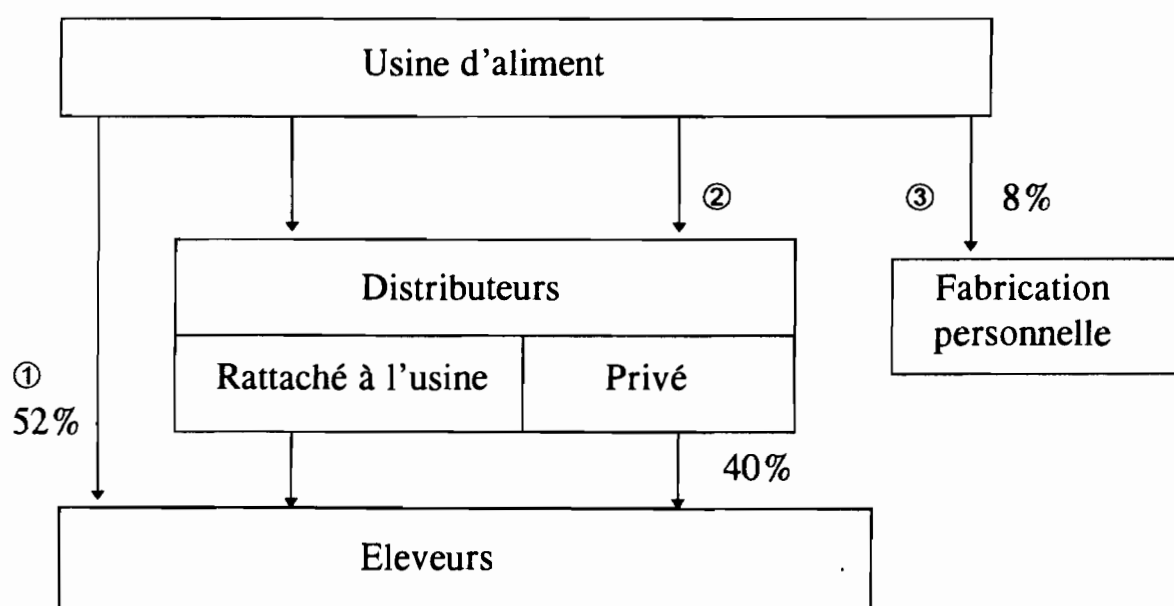 Usine d'aliment
②
③ 8%
Distributeurs
Fabrication
personnelle
Rattaché à l'usine
Privé
①
52%
40%
Eleveurs